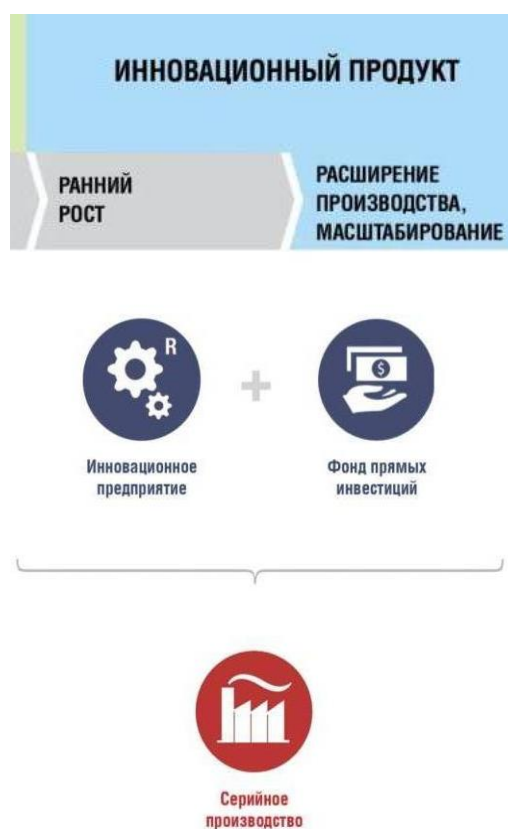 ИННОВАЦИОННЫЙ ПРОДУКТ
РАННИЙ
РОСТ
РАСШИРЕНИЕ
ПРОИЗВОДСТВА,
МАСШТАБИРОВАНИЕ
R
$
Инновационное
предприятие
Фонд прямых
инвестиций
Серийное
производство